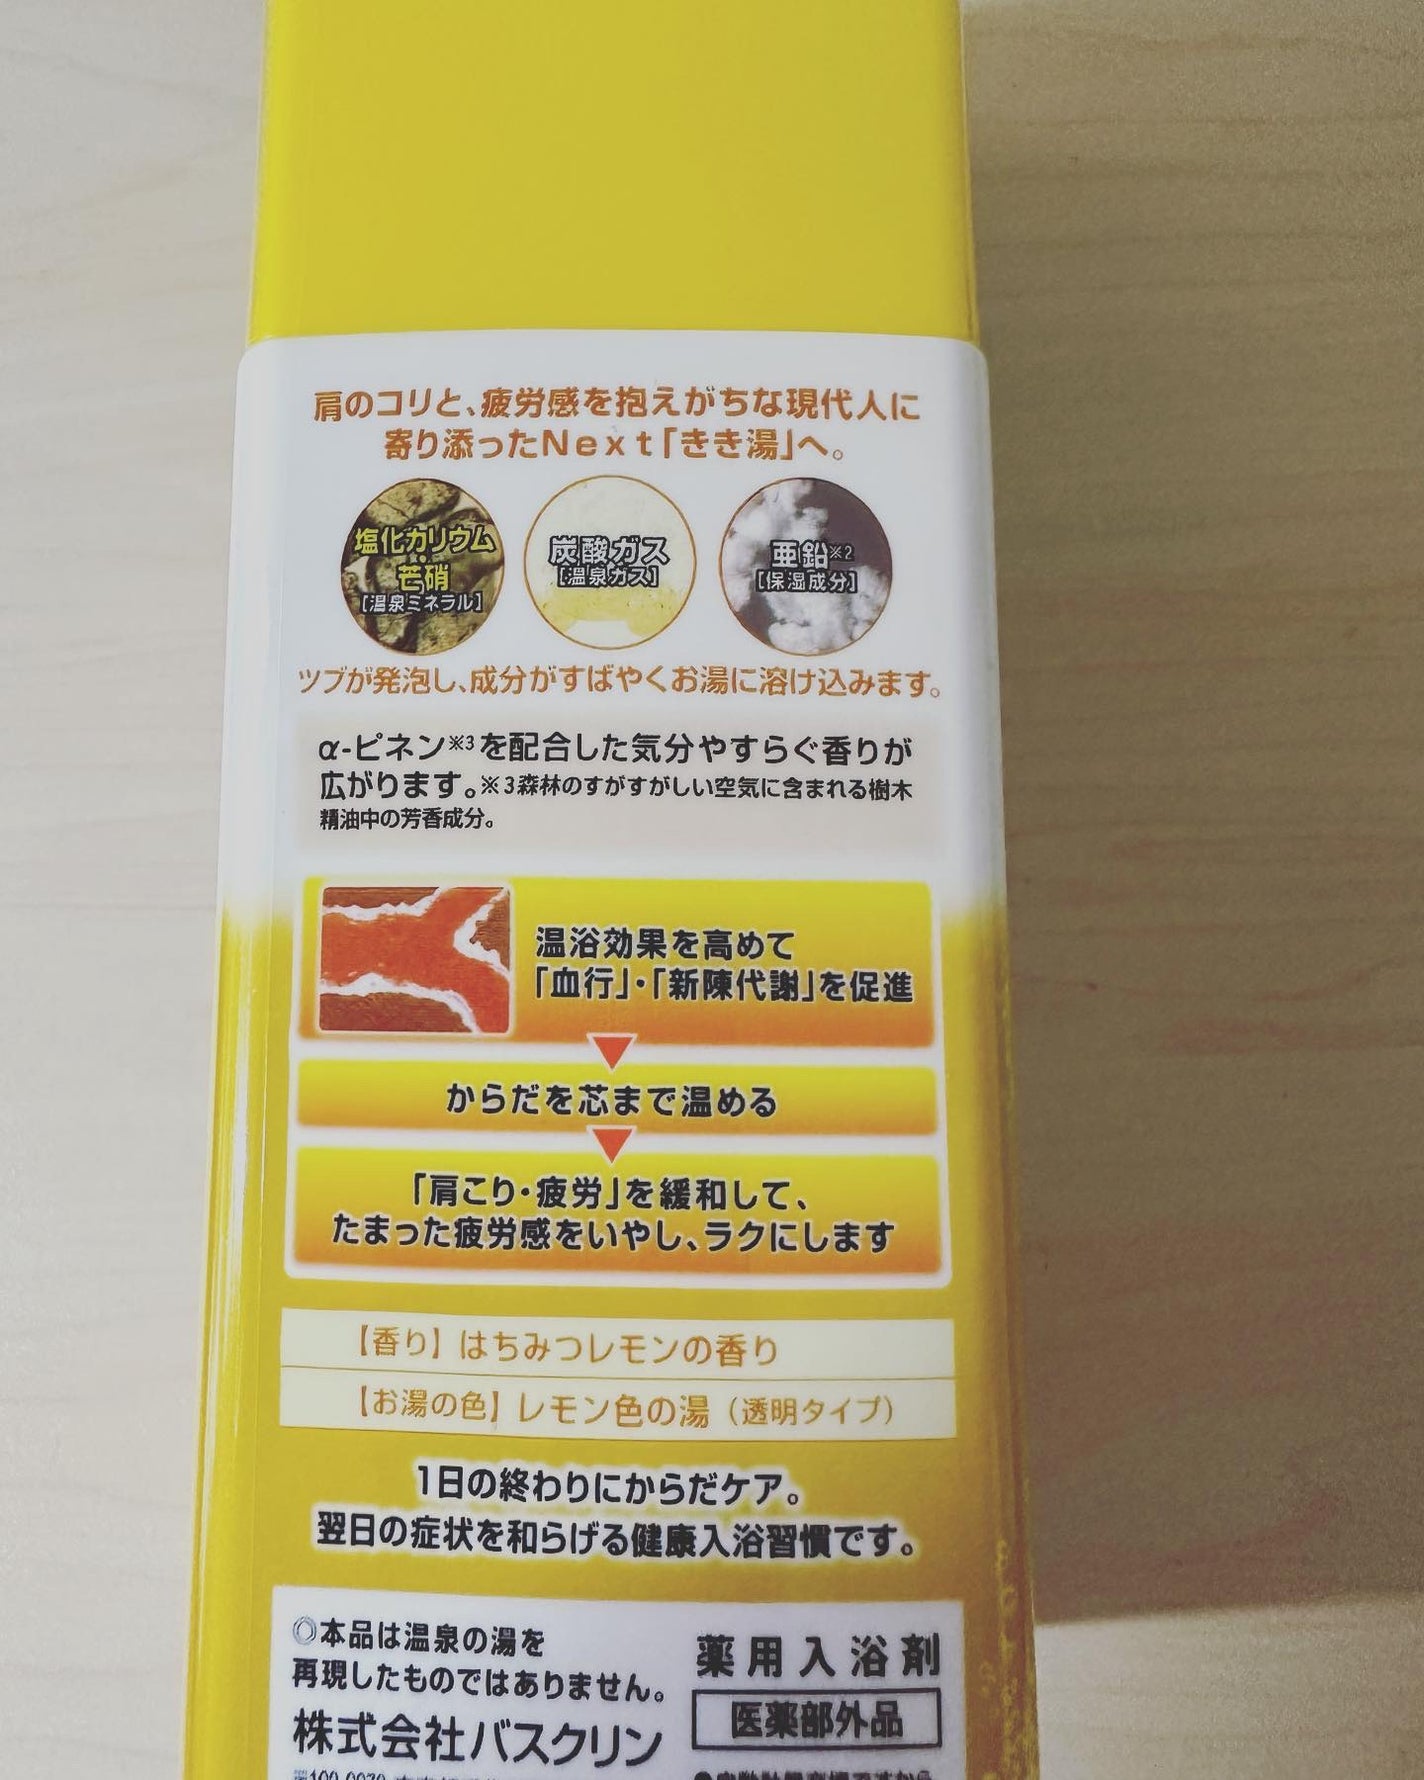 肩のコリと、疲労感を抱えがちな現代人に
寄り添ったNext「きき湯」へ。
塩化カリウム
・
芒硝
[温泉ミネラル]
炭酸ガス
[温泉ガス]
亜鉛※2
[保湿成分]
ツブが発泡し、成分がすばやくお湯に溶け込みます。
α-ピネン※3を配合した気分やすらぐ香りが
広がります。※3森林のすがすがしい空気に含まれる樹木
精油中の芳香成分。
温浴効果を高めて
「血行」・「新陳代謝」を促進
からだを芯まで温める
「肩こり・疲労」を緩和して、
たまった疲労感をいやし、ラクにします
【香り】はちみつレモンの香り
【お湯の色】レモン色の湯（透明タイプ）
1日の終わりにからだケア。
翌日の症状を和らげる健康入浴習慣です。
◎本品は温泉の湯を
再現したものではありません。
株式会社バスクリン
薬用入浴剤
医薬部外品